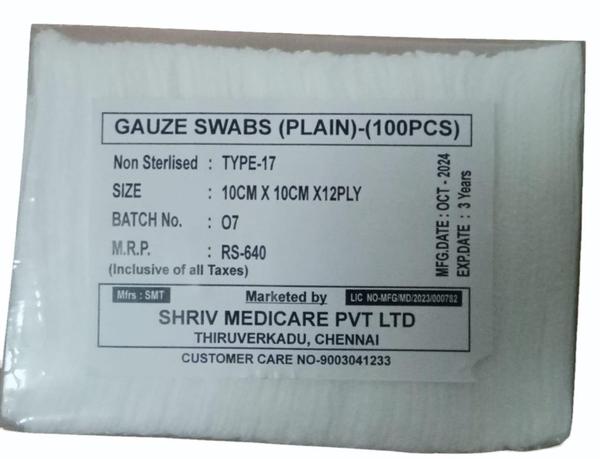 GAUZE SWABS (PLAIN)-(100PCS)
Non Sterilised : TYPE-17
SIZE : 10CM X 10CM X12PLY
BATCH No. : O7
M.R.P. : RS-640
(Inclusive of all Taxes)
MFG.DATE : OCT - 2024
EXP.DATE : 3 Years
Mfrs : SMT Marketed by LIC NO-MFG/MD/2023/000782
SHRIV MEDICARE PVT LTD
THIRUVERKADU, CHENNAI
CUSTOMER CARE NO-9003041233